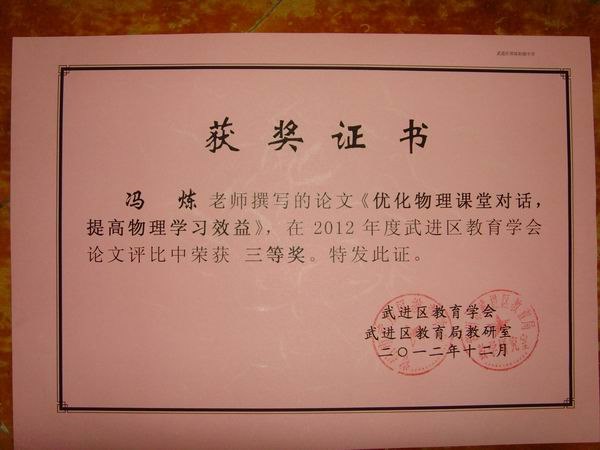 获奖证书
冯 炼 老师撰写的论文《优化物理课堂对话，
提高物理学习效益》，在 2012 年度武进区教育学会
论文评比中荣获 三等奖。特发此证。
武进区教育学会
武进区教育局教研室
二〇一二年十二月